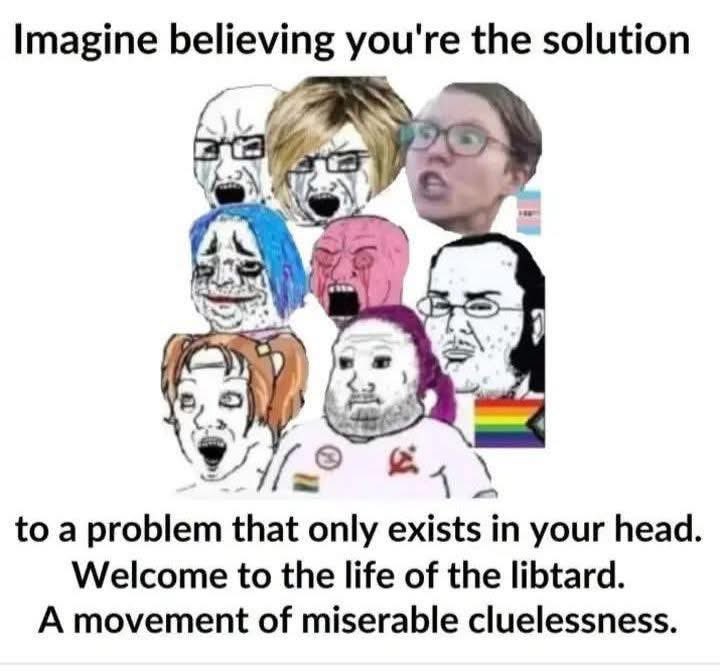 Imagine believing you're the solution
to a problem that only exists in your head.
Welcome to the life of the libtard.
A movement of miserable cluelessness.